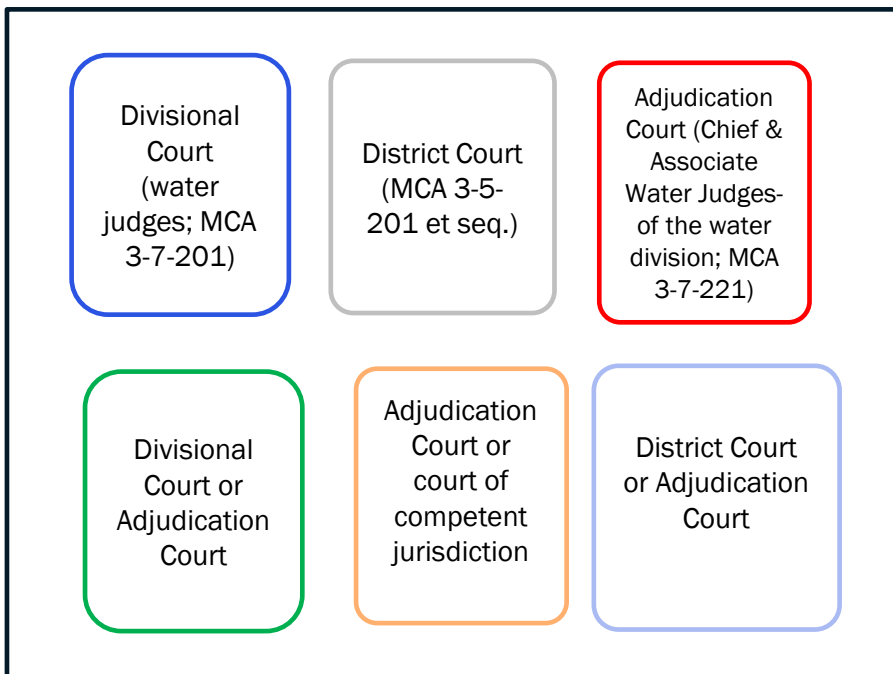 Divisional
Court
(water
judges; MCA
3-7-201)
District Court
(MCA 3-5-
201 et seq.)
Adjudication
Court (Chief &
Associate
Water Judges-
of the water
division; MCA
3-7-221)
Divisional
Court or
Adjudication
Court
Adjudication
Court or
court of
competent
jurisdiction
District Court
or Adjudication
Court